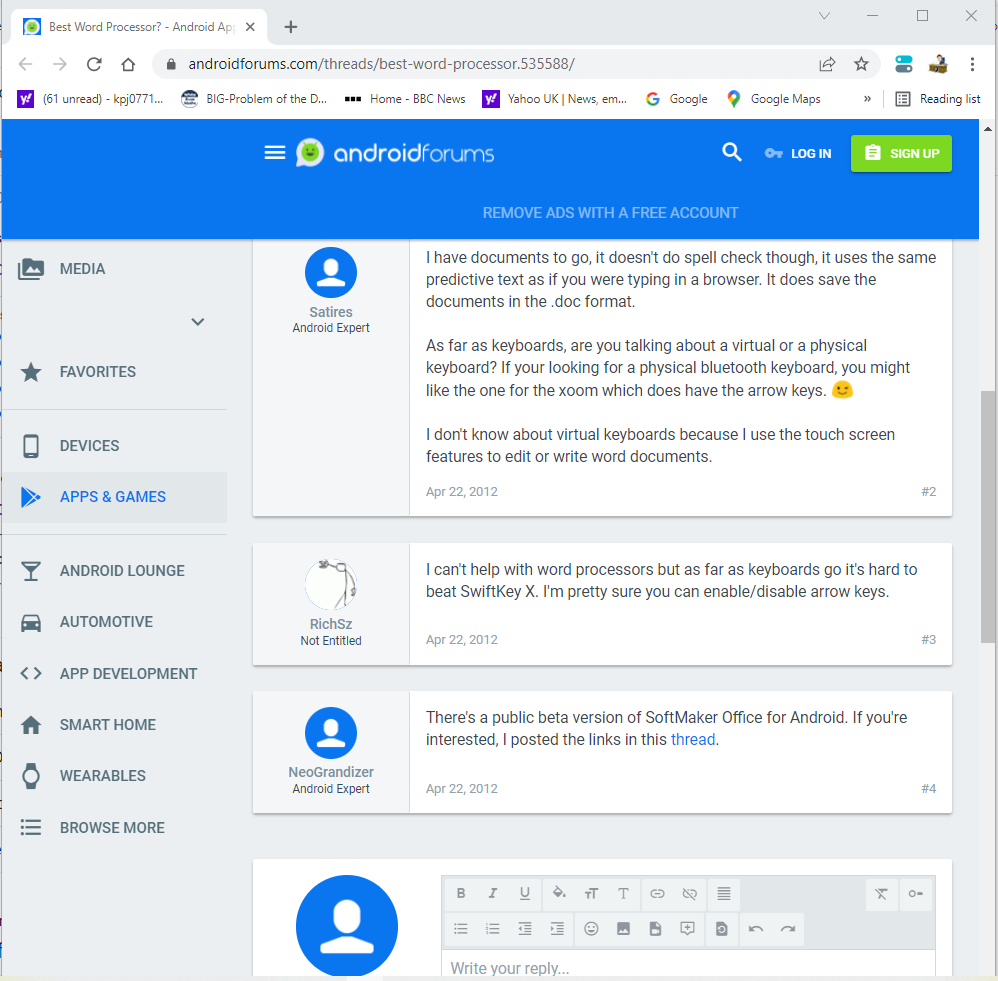 Best Word Processor? - Android App
androidforums.com/threads/best-word-processor.535588/
(61 unread) - kpj0771...
BIG-Problem of the D...
Home - BBC News
Yahoo UK | News, em...
Google
Google Maps
»
Reading list
androidforums
LOG IN
SIGN UP
REMOVE ADS WITH A FREE ACCOUNT
MEDIA
FAVORITES
DEVICES
APPS & GAMES
ANDROID LOUNGE
AUTOMOTIVE
APP DEVELOPMENT
SMART HOME
WEARABLES
BROWSE MORE
Satires
Android Expert
I have documents to go, it doesn't do spell check though, it uses the same
predictive text as if you were typing in a browser. It does save the
documents in the .doc format.
As far as keyboards, are you talking about a virtual or a physical
keyboard? If your looking for a physical bluetooth keyboard, you might
like the one for the xoom which does have the arrow keys.
I don't know about virtual keyboards because I use the touch screen
features to edit or write word documents.
Apr 22, 2012
#2
RichSz
Not Entitled
I can't help with word processors but as far as keyboards go it's hard to
beat SwiftKey X. I'm pretty sure you can enable/disable arrow keys.
Apr 22, 2012
#3
NeoGrandizer
Android Expert
There's a public beta version of SoftMaker Office for Android. If you're
interested, I posted the links in this thread.
Apr 22, 2012
#4
B I U
Write your reply...